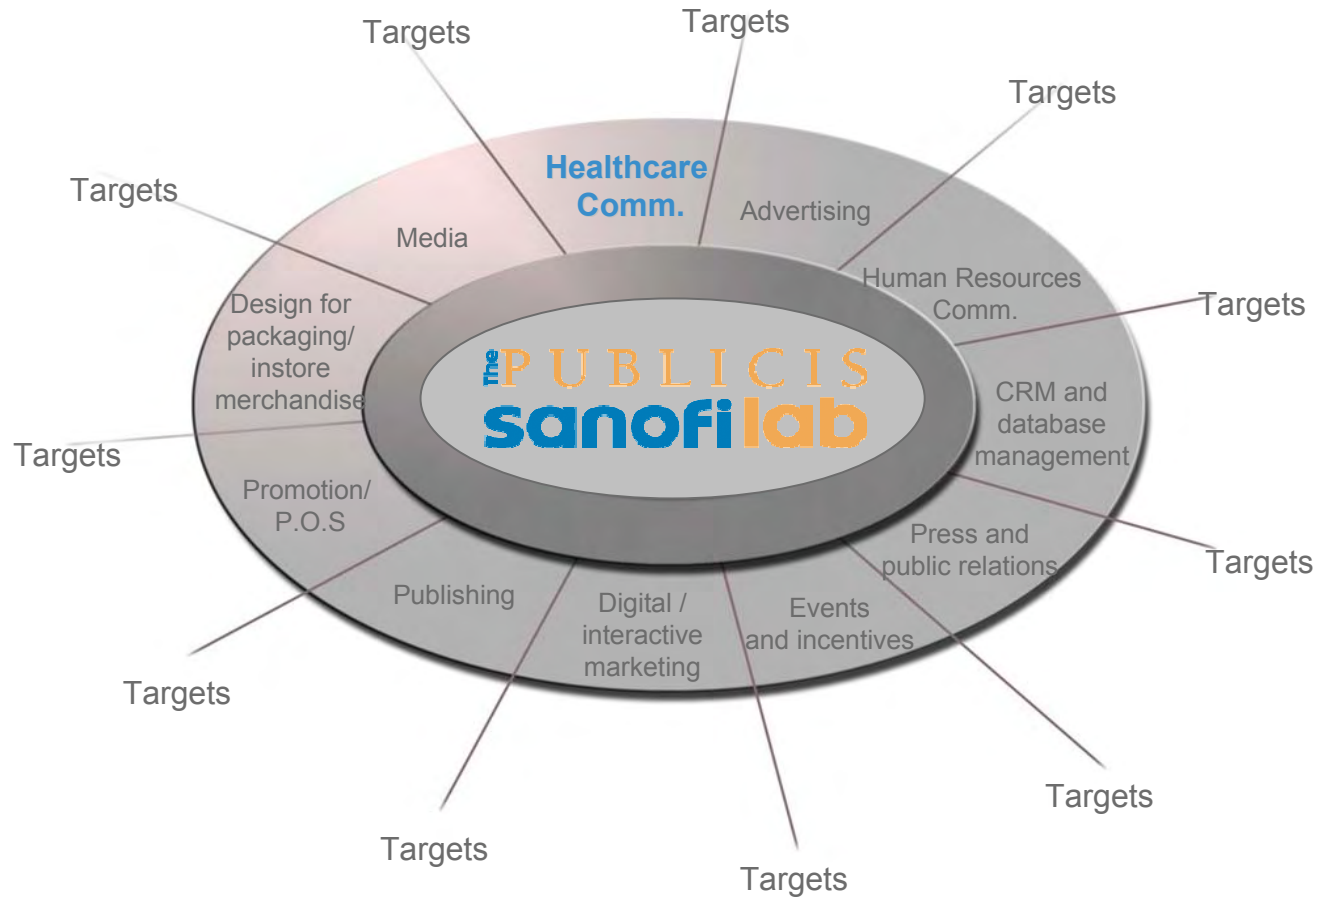 Targets
Targets
Targets
Targets
Healthcare
Comm.
Advertising
Media
Human Resources
Comm.
Targets
Design for
packaging/
instore
merchandise
The PUBLICIS
sanofilab
CRM and
database
management
Targets
Promotion/
P.O.S
Press and
public relations
Targets
Publishing
Digital /
interactive
marketing
Events
and incentives
Targets
Targets
Targets
Targets